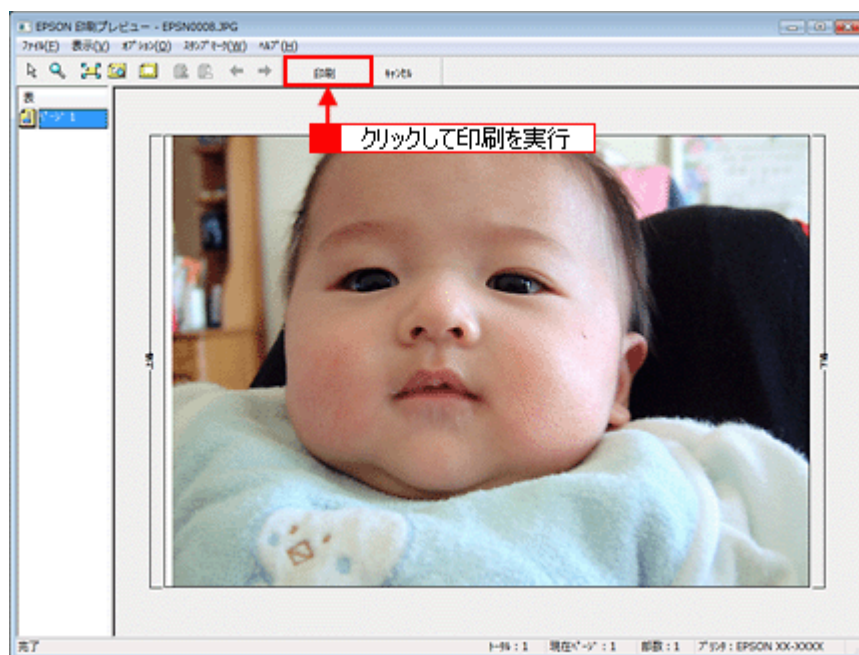 EPSON 印刷プレビュー - EPSN0008.JPG
ﾌｧｲﾙ(F) 表示(V) ｵﾌﾟｼｮﾝ(O) ｽﾀﾝﾌﾟﾏｰｸ(W) ﾍﾙﾌﾟ(H)
印刷 ｷｬﾝｾﾙ
表
ﾍﾟｰｼﾞ 1
クリックして印刷を実行
完了 ﾄｰﾀﾙ : 1 現在ﾍﾟｰｼﾞ : 1 部数 : 1 ﾌﾟﾘﾝﾀ : EPSON XX-XXXX